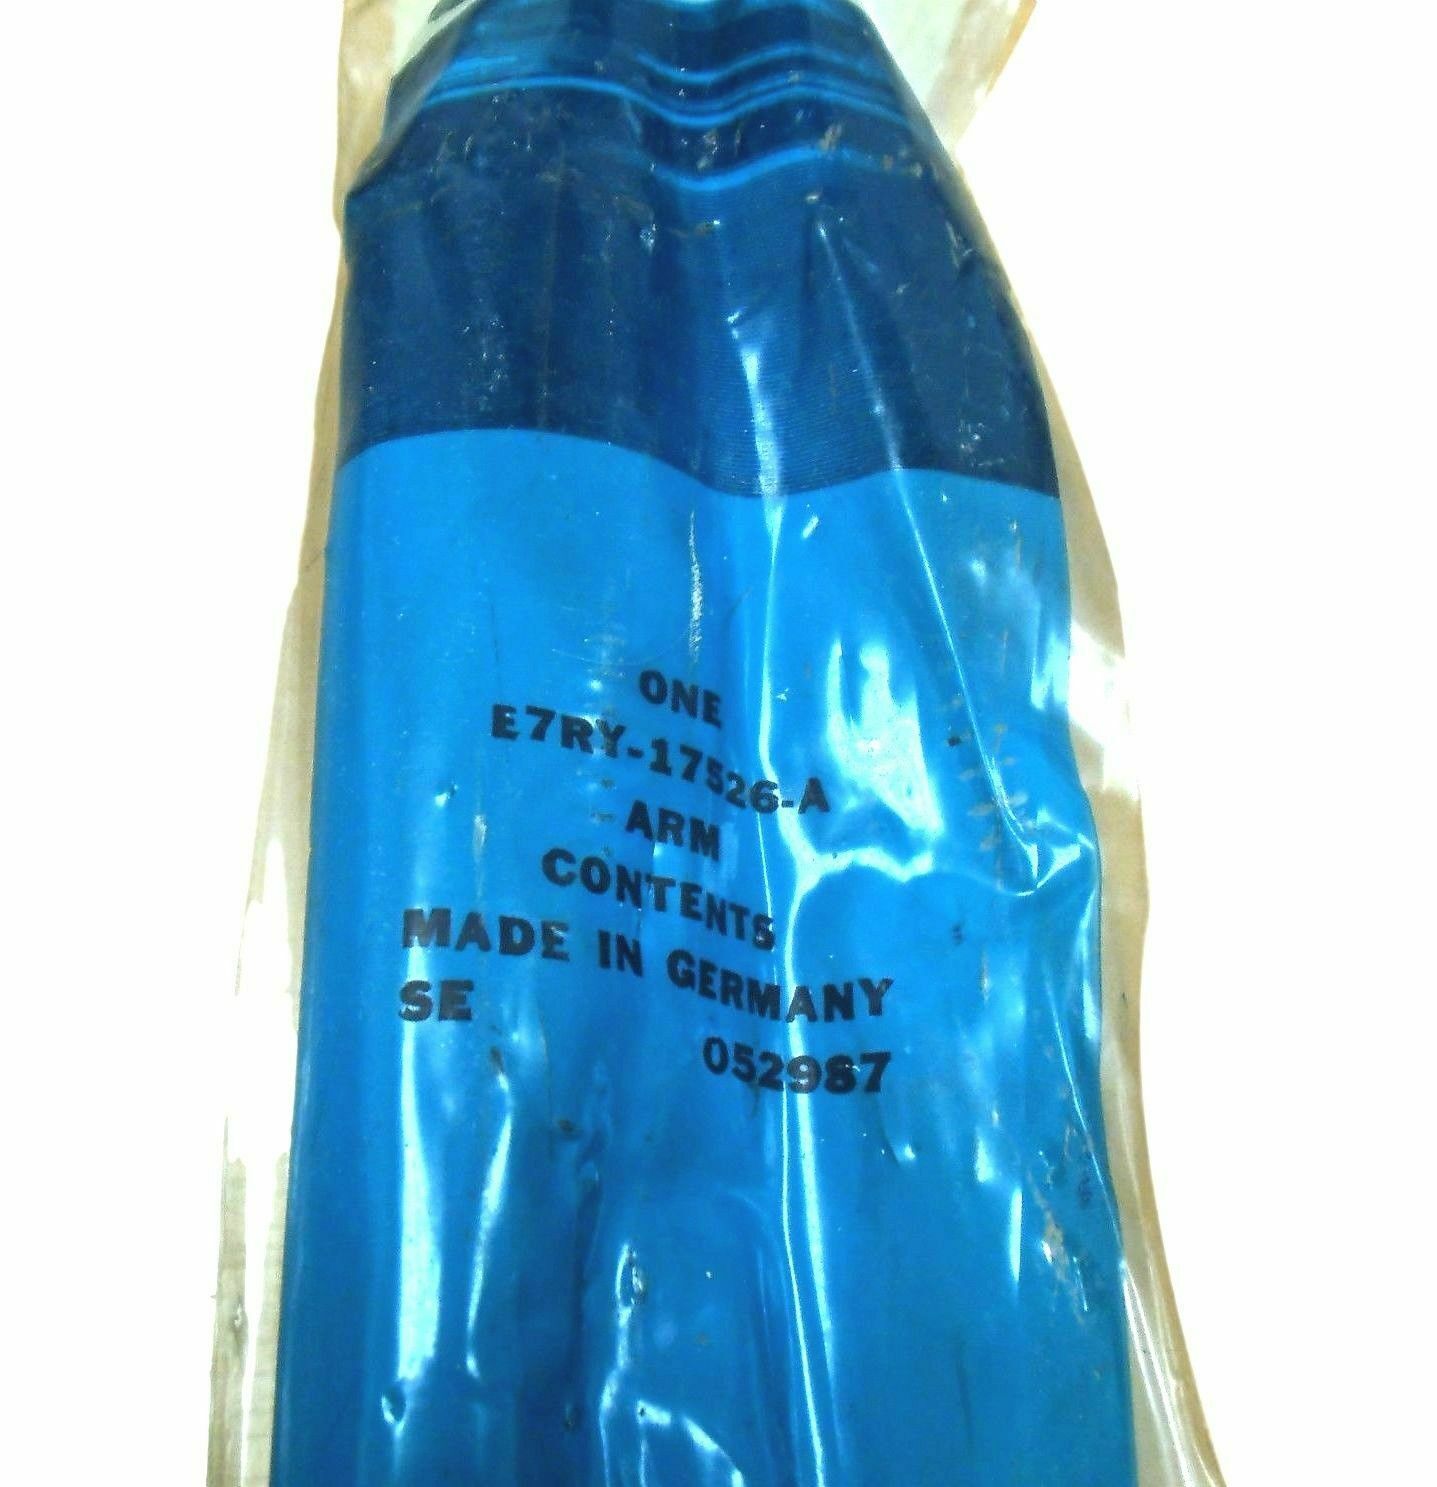 ONE
E7RY-17526-A
ARM
CONTENTS
MADE IN GERMANY
SE
052987